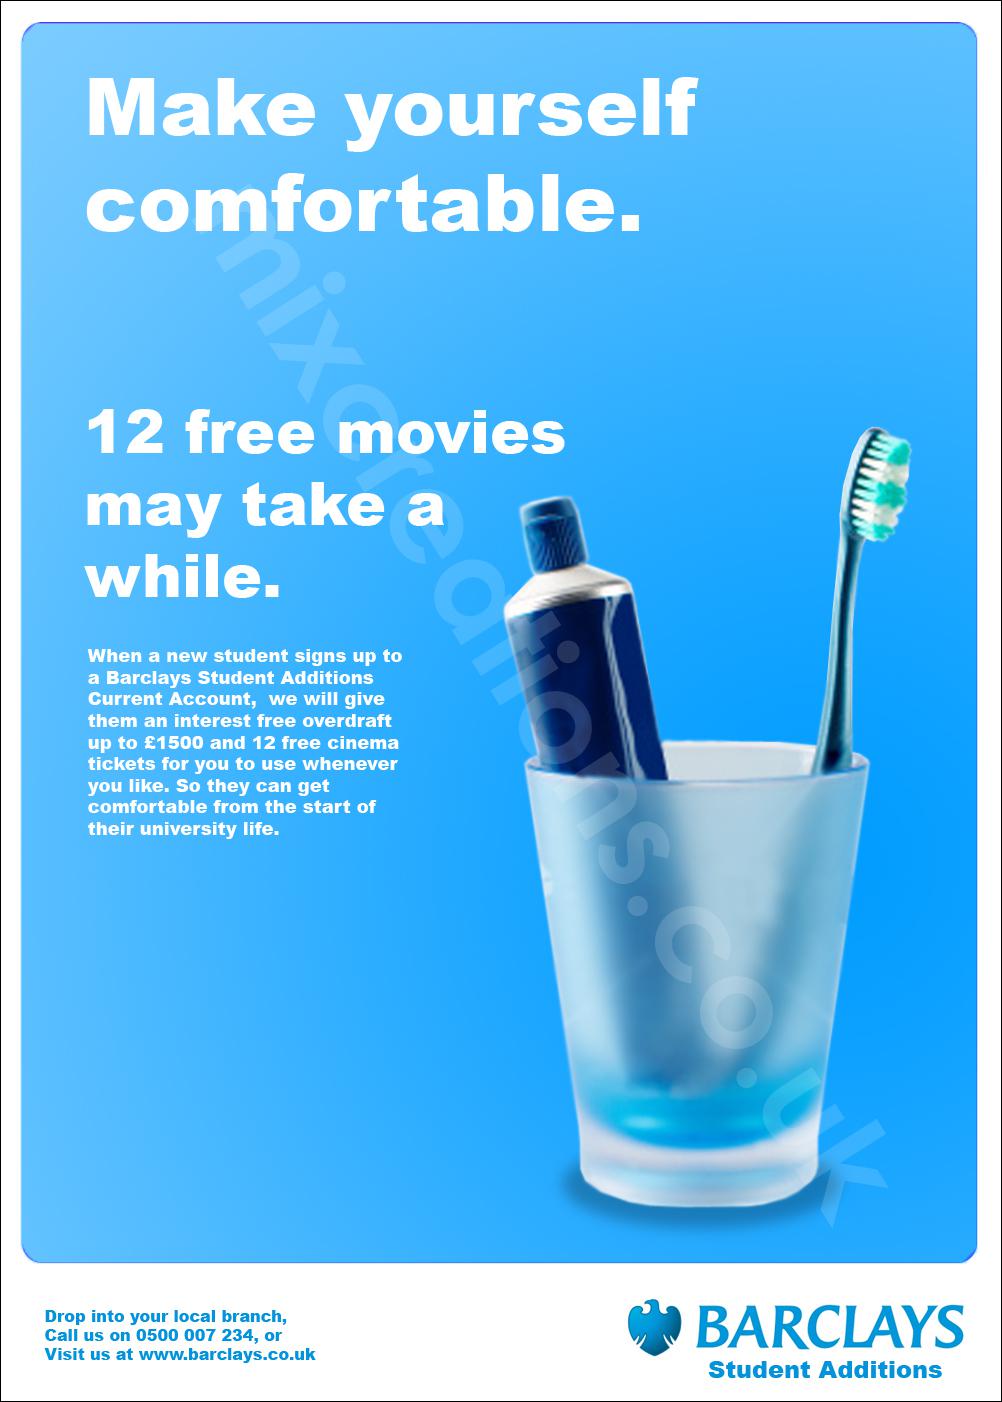 Make yourself
comfortable.
12 free movies
may take a
while.
When a new student signs up to
a Barclays Student Additions
Current Account,  we will give
them an interest free overdraft
up to £1500 and 12 free cinema
tickets for you to use whenever
you like. So they can get
comfortable from the start of
their university life.
mixcreations.co.uk
Drop into your local branch,
Call us on 0500 007 234, or
Visit us at www.barclays.co.uk
BARCLAYS
Student Additions